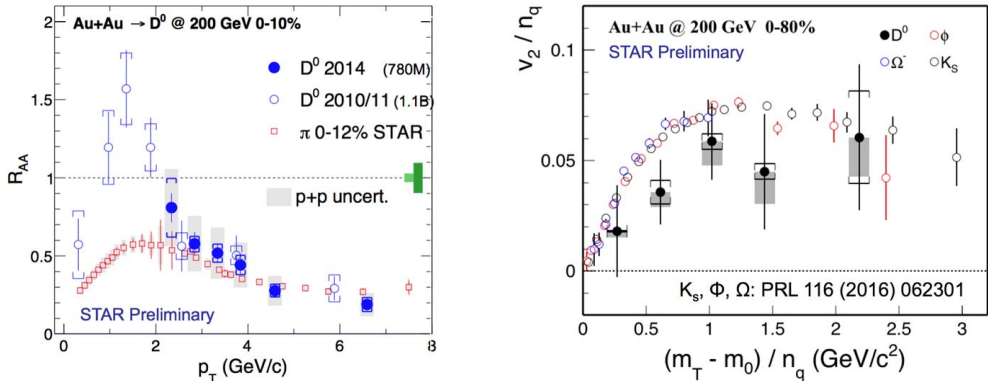 Au+Au → D⁰ @ 200 GeV 0-10%
D⁰ 2014 (780M)
D⁰ 2010/11 (1.1B)
π 0-12% STAR
p+p uncert.
STAR Preliminary
R_AA
2
1.5
1
0.5
0
0 2 4 6 8
p_T (GeV/c)
Au+Au @ 200 GeV 0-80%
STAR Preliminary
D⁰ φ
Ω⁻ K_S
v₂ / n_q
0.1
0.05
0
K_S, Φ, Ω: PRL 116 (2016) 062301
0 0.5 1 1.5 2 2.5 3
(m_T - m_0) / n_q (GeV/c²)